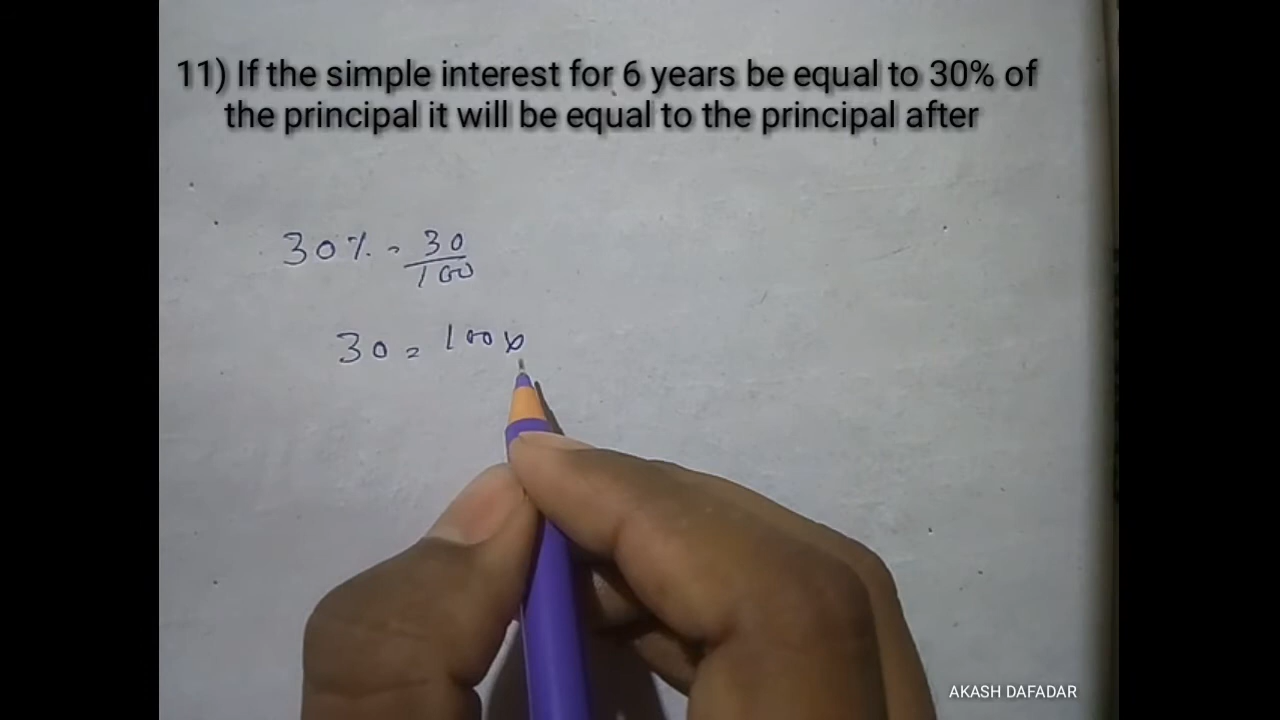 11) If the simple interest for 6 years be equal to 30% of
the principal it will be equal to the principal after
30% = 30/100
30 = 100 x
AKASH DAFADAR